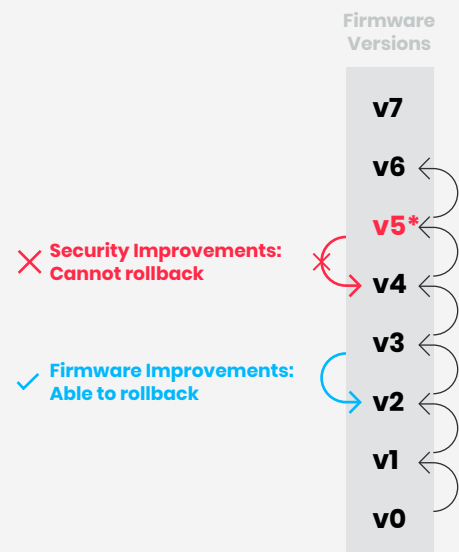 Firmware
Versions
v7
v6
v5*
Security Improvements:
Cannot rollback
v4
v3
Firmware Improvements:
Able to rollback
v2
v1
v0